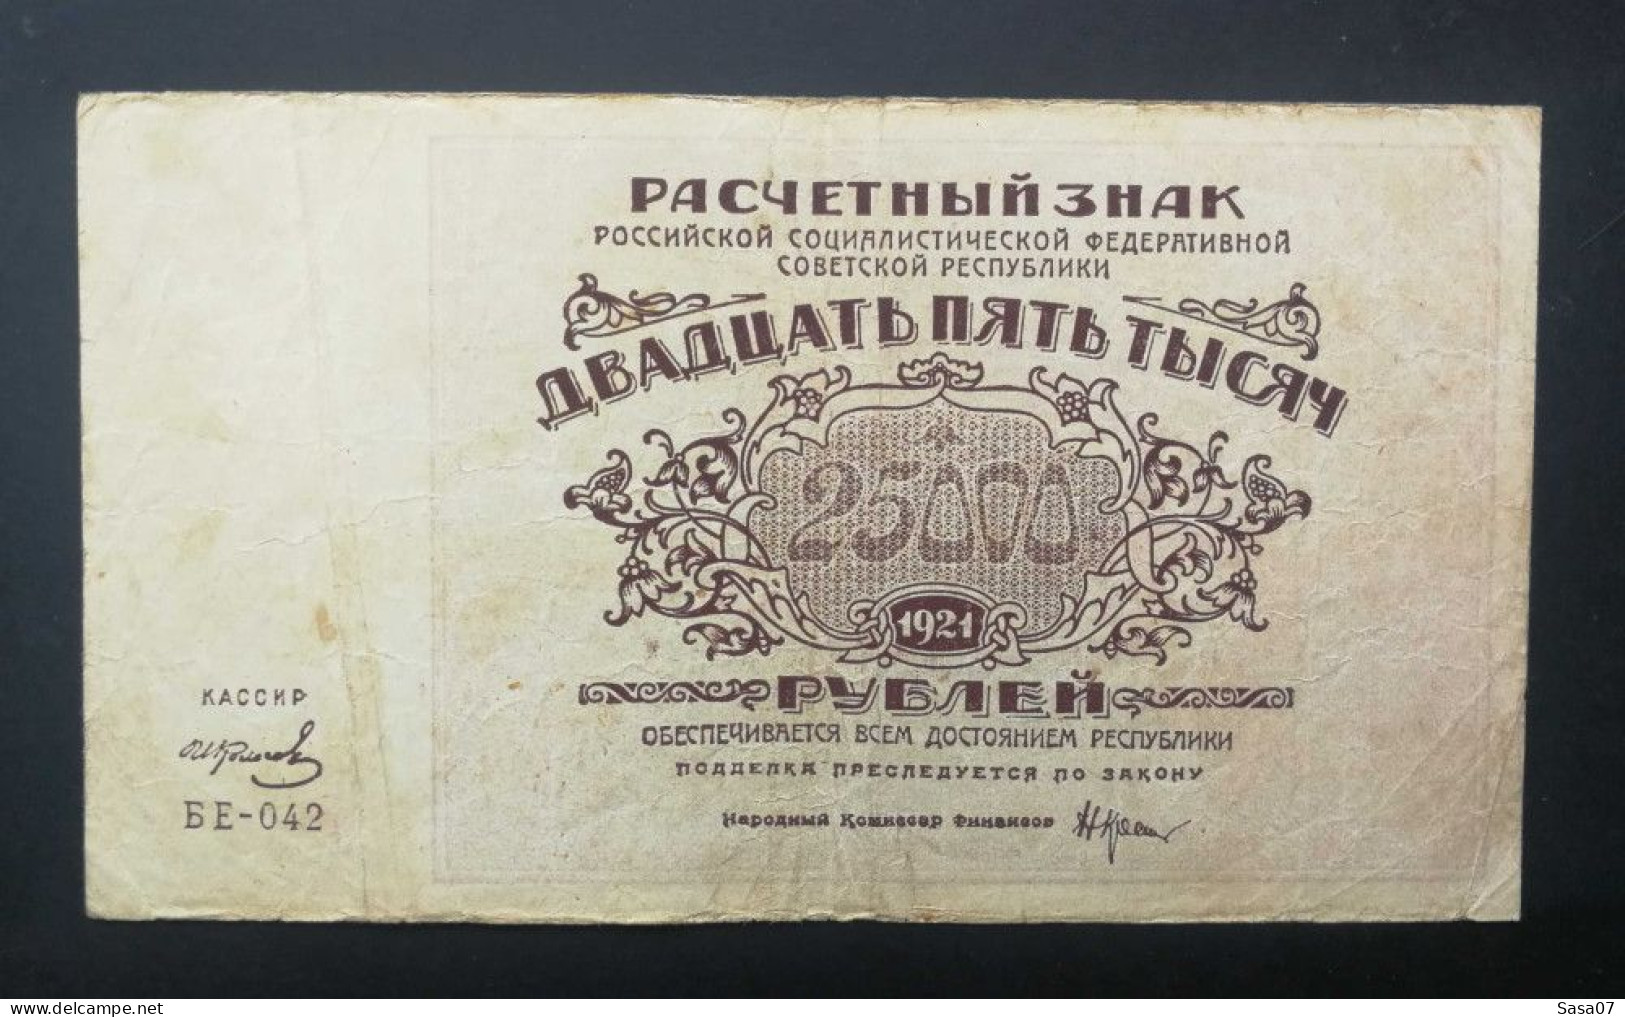 РАСЧЕТНЫЙ ЗНАК
РОССИЙСКОЙ СОЦИАЛИСТИЧЕСКОЙ ФЕДЕРАТИВНОЙ
СОВЕТСКОЙ РЕСПУБЛИКИ
ДВАДЦАТЬ ПЯТЬ ТЫСЯЧ
25000
1921
РУБЛЕЙ
ОБЕСПЕЧИВАЕТСЯ ВСЕМ ДОСТОЯНИЕМ РЕСПУБЛИКИ
ПОДДЕЛКА ПРЕСЛЕДУЕТСЯ ПО ЗАКОНУ
Народный Комиссар Финансов
КАССИР
БЕ-042
delcampe.net
Sasa07